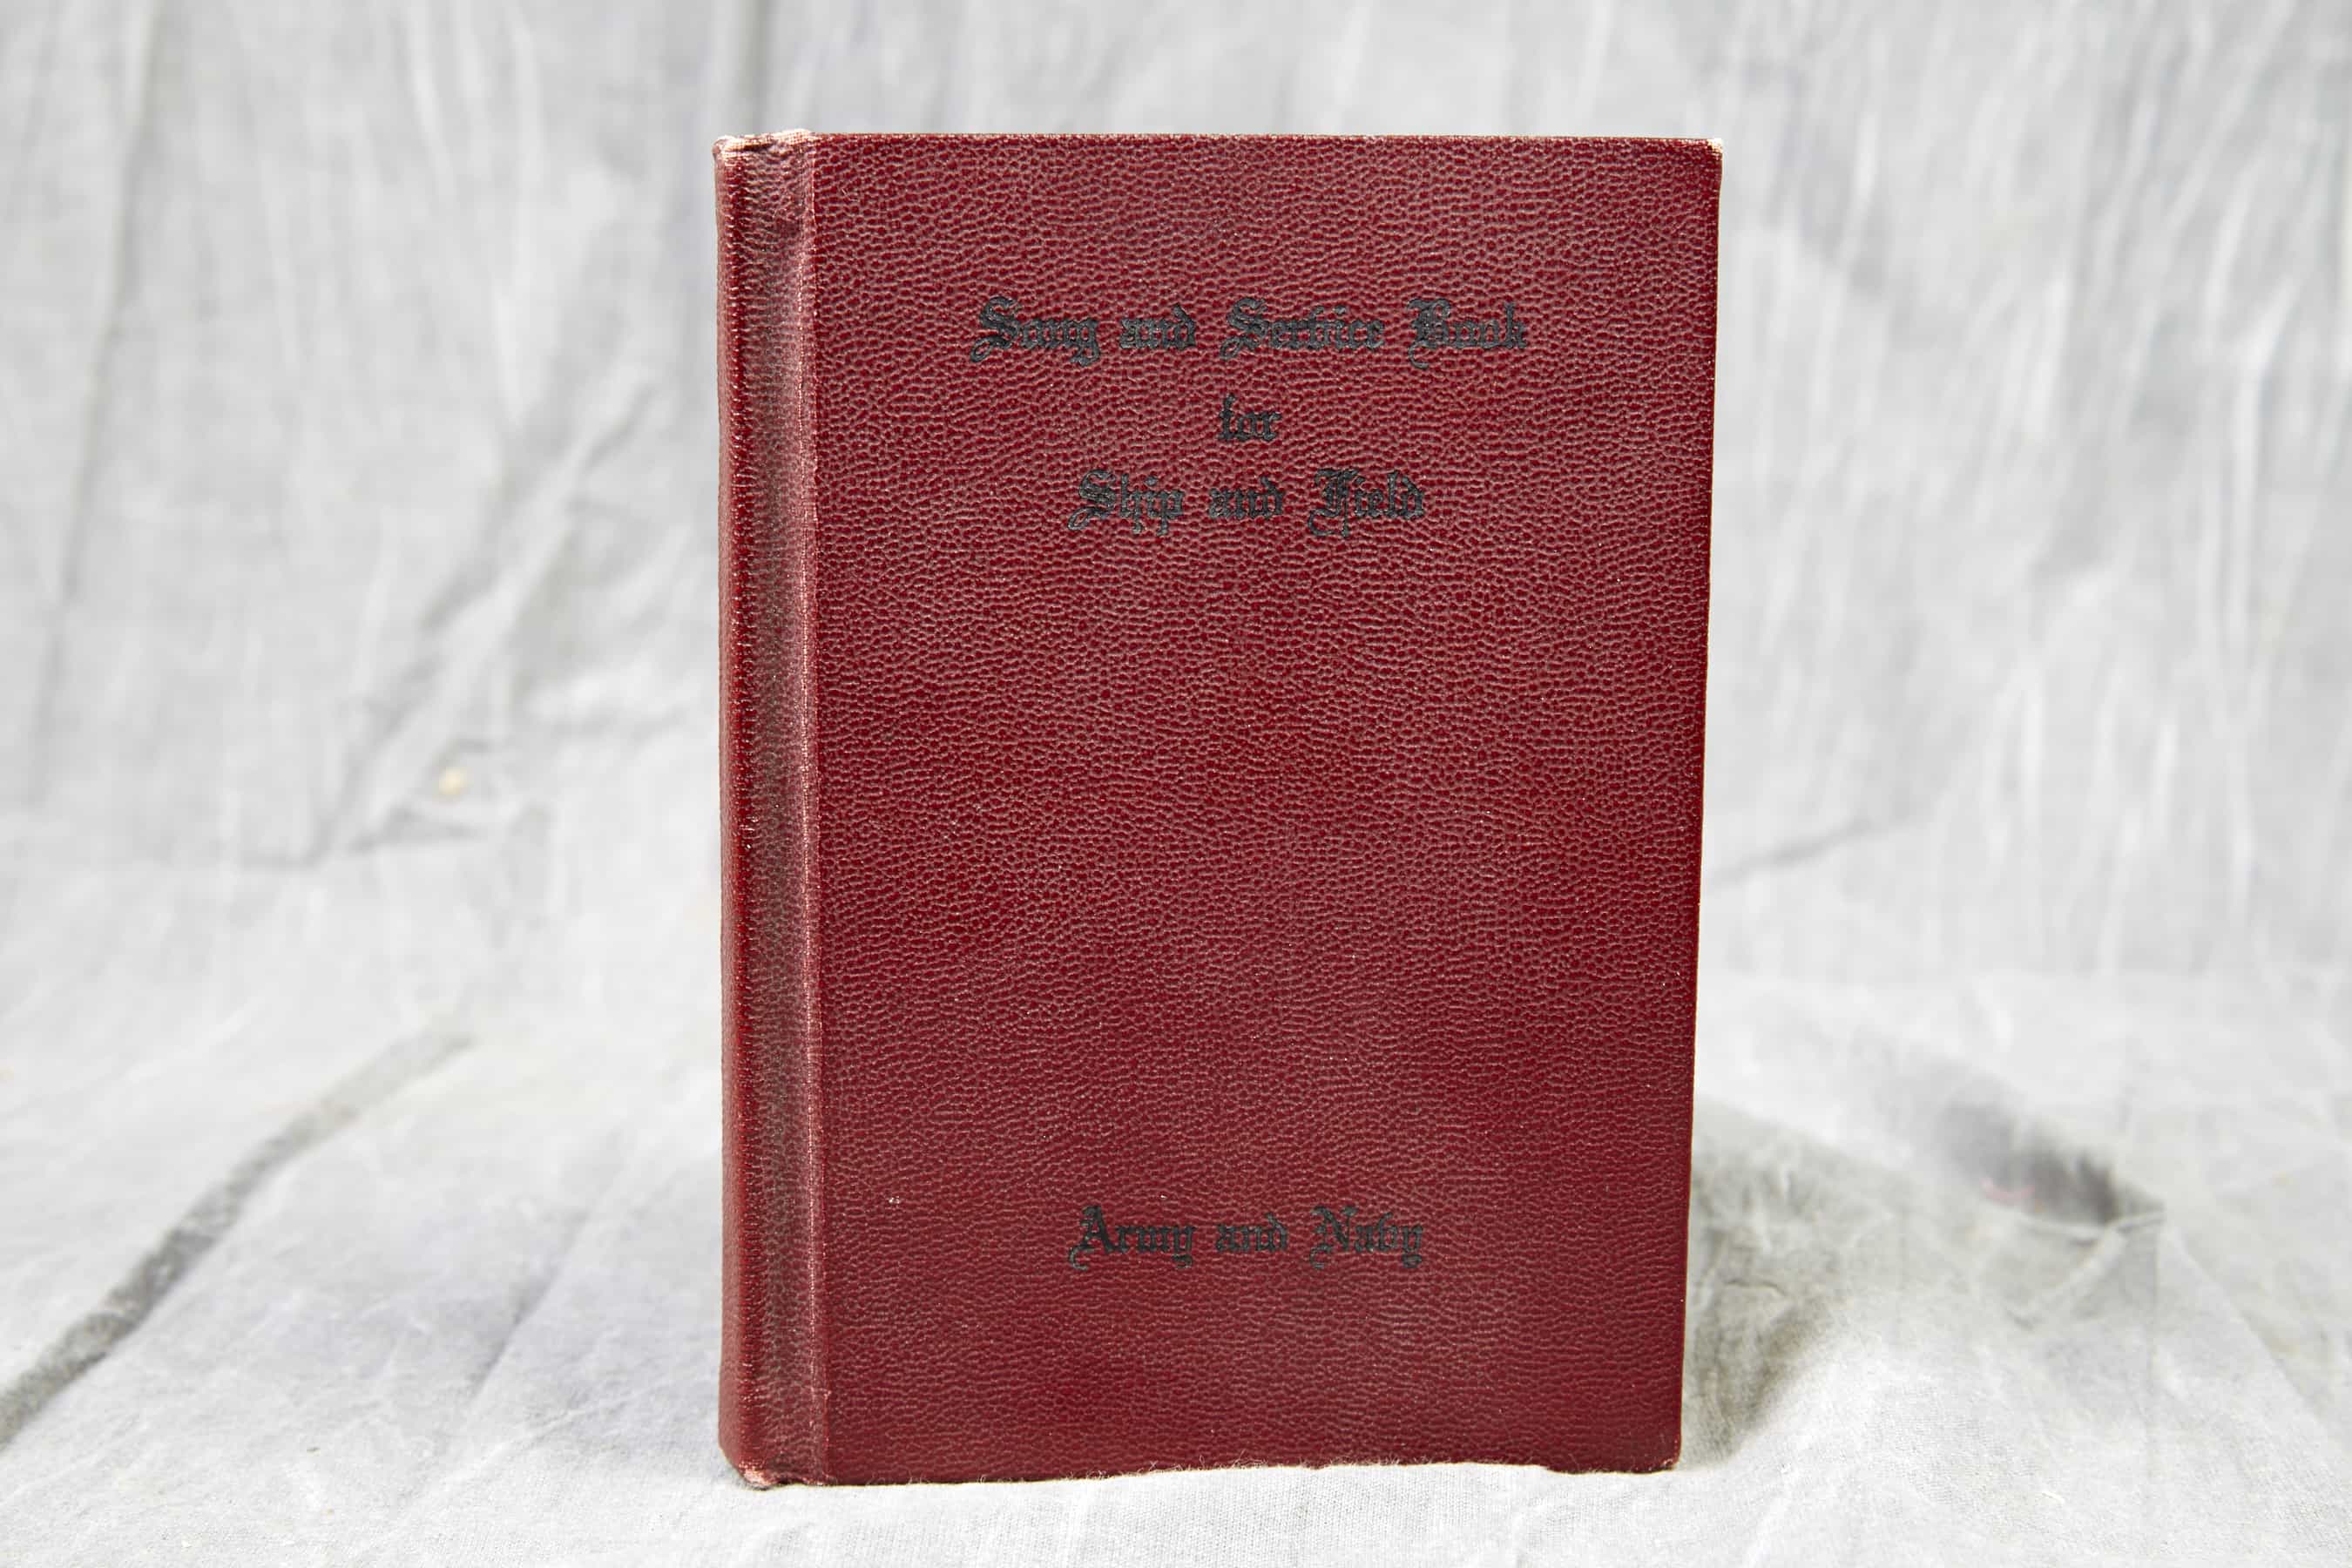 Song and Service Book
for
Ship and Field
Army and Navy